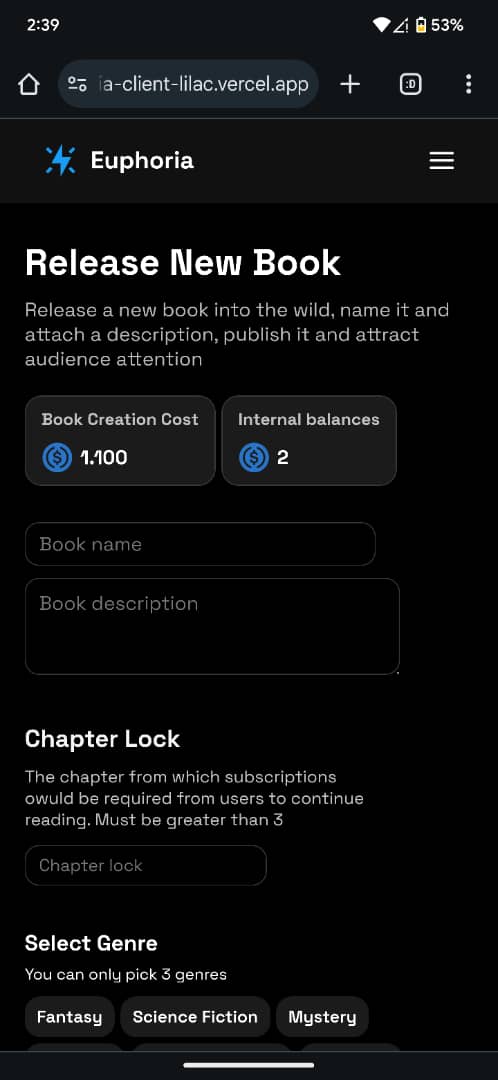 2:39
53%
ia-client-lilac.vercel.app
:D
Euphoria
Release New Book
Release a new book into the wild, name it and
attach a description, publish it and attract
audience attention
Book Creation Cost
1.100
Internal balances
2
Book name
Book description
Chapter Lock
The chapter from which subscriptions
owuld be required from users to continue
reading. Must be greater than 3
Chapter lock
Select Genre
You can only pick 3 genres
Fantasy
Science Fiction
Mystery